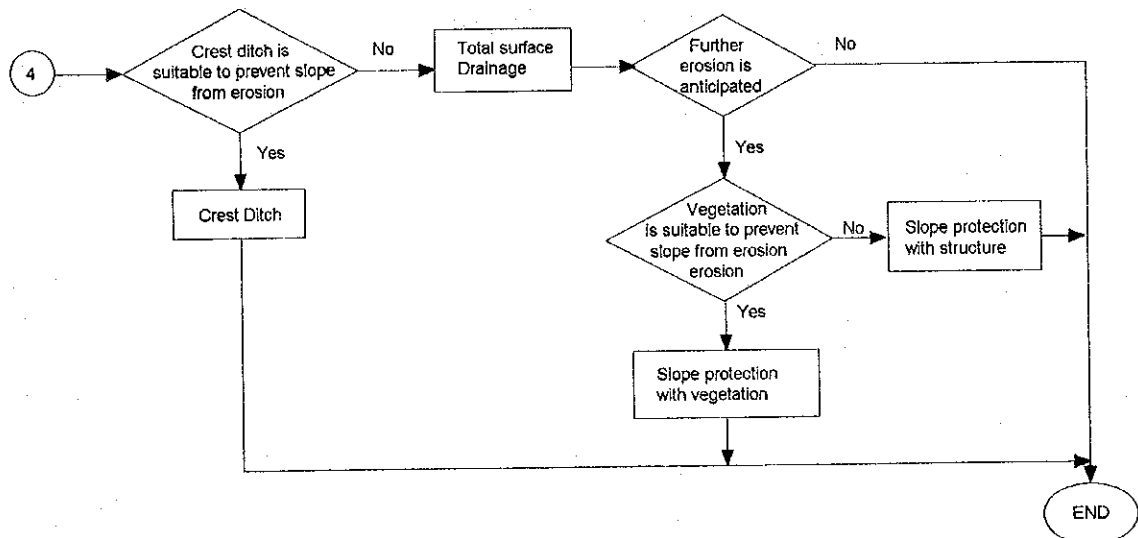 4
Crest ditch is
suitable to prevent slope
from erosion
No
Total surface
Drainage
Further
erosion is
anticipated
No
Yes
Yes
Crest Ditch
Vegetation
is suitable to prevent
slope from erosion
erosion
No
Slope protection
with structure
Yes
Slope protection
with vegetation
END